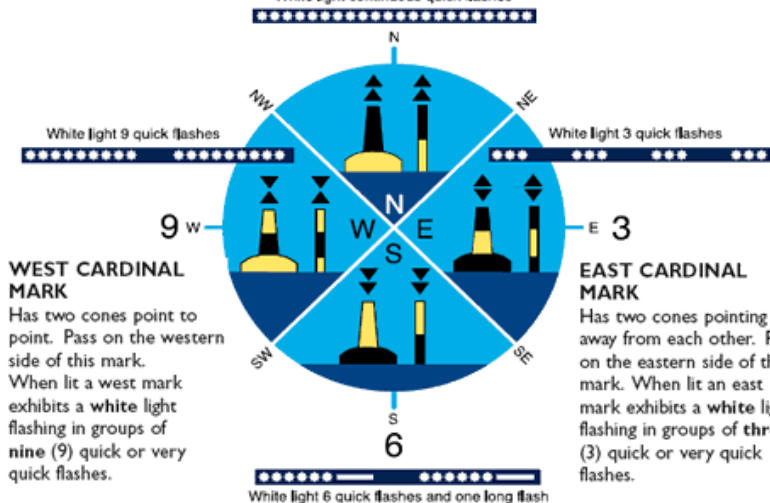 White light continuous quick flashes
N
NW
NE
White light 9 quick flashes
White light 3 quick flashes
N
W E
S
9 W
E 3
WEST CARDINAL
MARK
Has two cones point to
point. Pass on the western
side of this mark.
When lit a west mark
exhibits a white light
flashing in groups of
nine (9) quick or very
quick flashes.
EAST CARDINAL
MARK
Has two cones pointing
away from each other.
on the eastern side of
mark. When lit an east
mark exhibits a white
flashing in groups of
(3) quick or very quick
flashes.
SW
SE
S
6
White light 6 quick flashes and one long flash